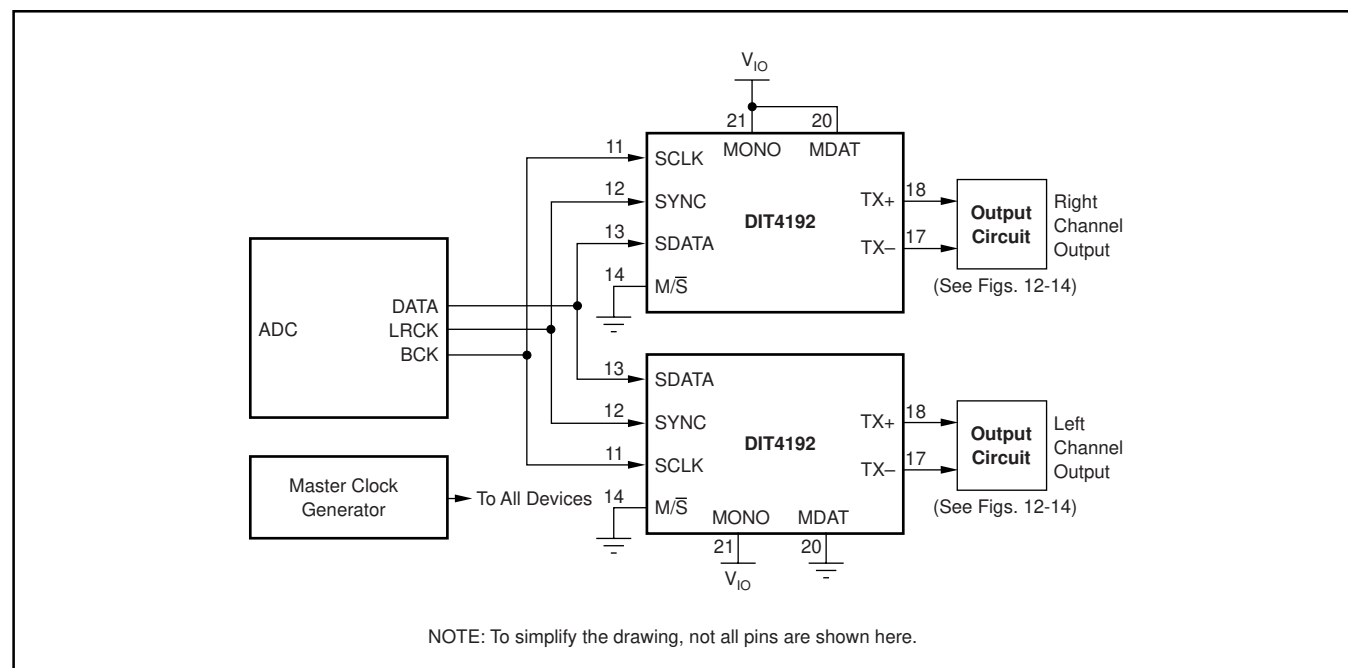 V_IO
21 20
MONO MDAT
11 SCLK
12 SYNC
13 SDATA
14 M/S̅
DIT4192
TX+ 18
TX– 17
Output
Circuit
Right
Channel
Output
(See Figs. 12-14)
ADC
DATA
LRCK
BCK
13 SDATA
12 SYNC
11 SCLK
14 M/S̅
DIT4192
TX+ 18
TX– 17
Output
Circuit
Left
Channel
Output
(See Figs. 12-14)
MONO MDAT
21 20
V_IO
Master Clock
Generator
To All Devices
NOTE: To simplify the drawing, not all pins are shown here.